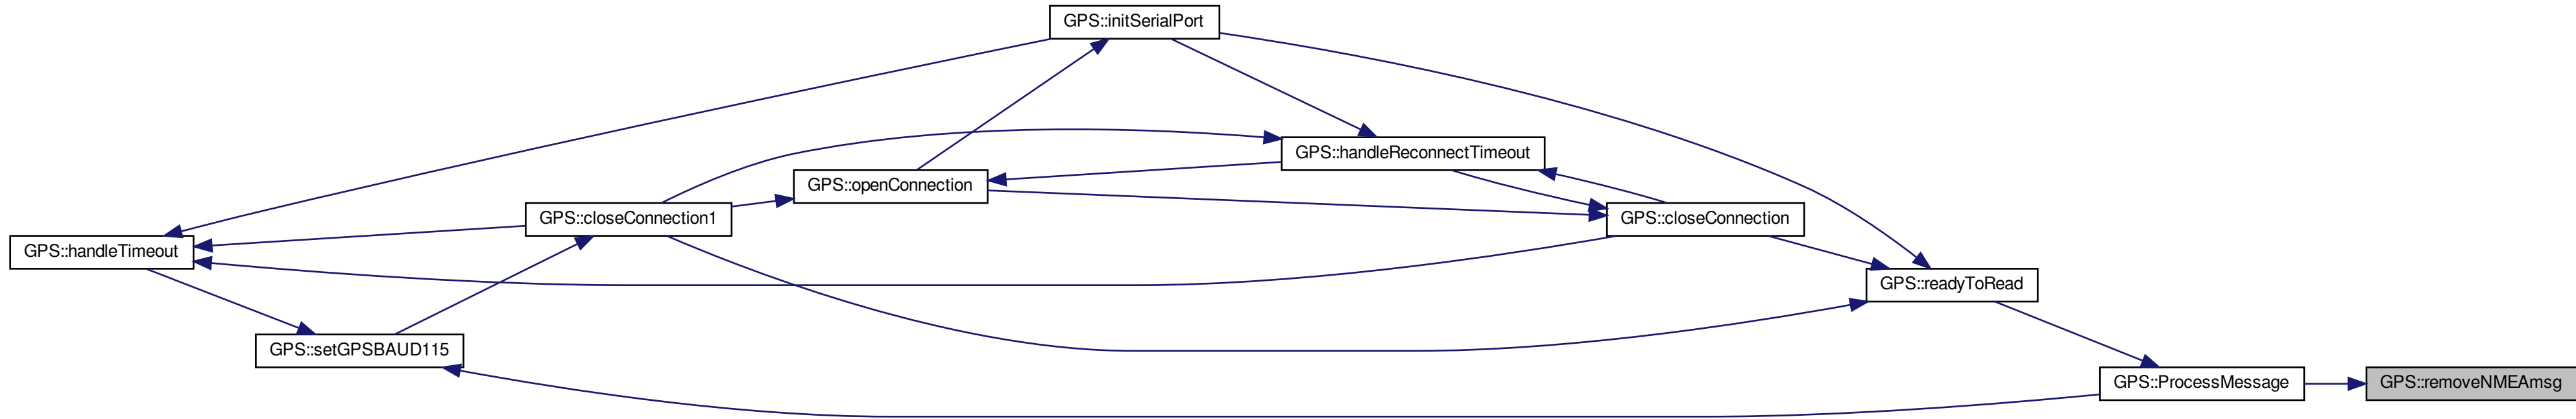 GPS::initSerialPort
GPS::handleReconnectTimeout
GPS::openConnection
GPS::closeConnection1
GPS::closeConnection
GPS::handleTimeout
GPS::readyToRead
GPS::setGPSBAUD115
GPS::ProcessMessage
GPS::removeNMEAmsg